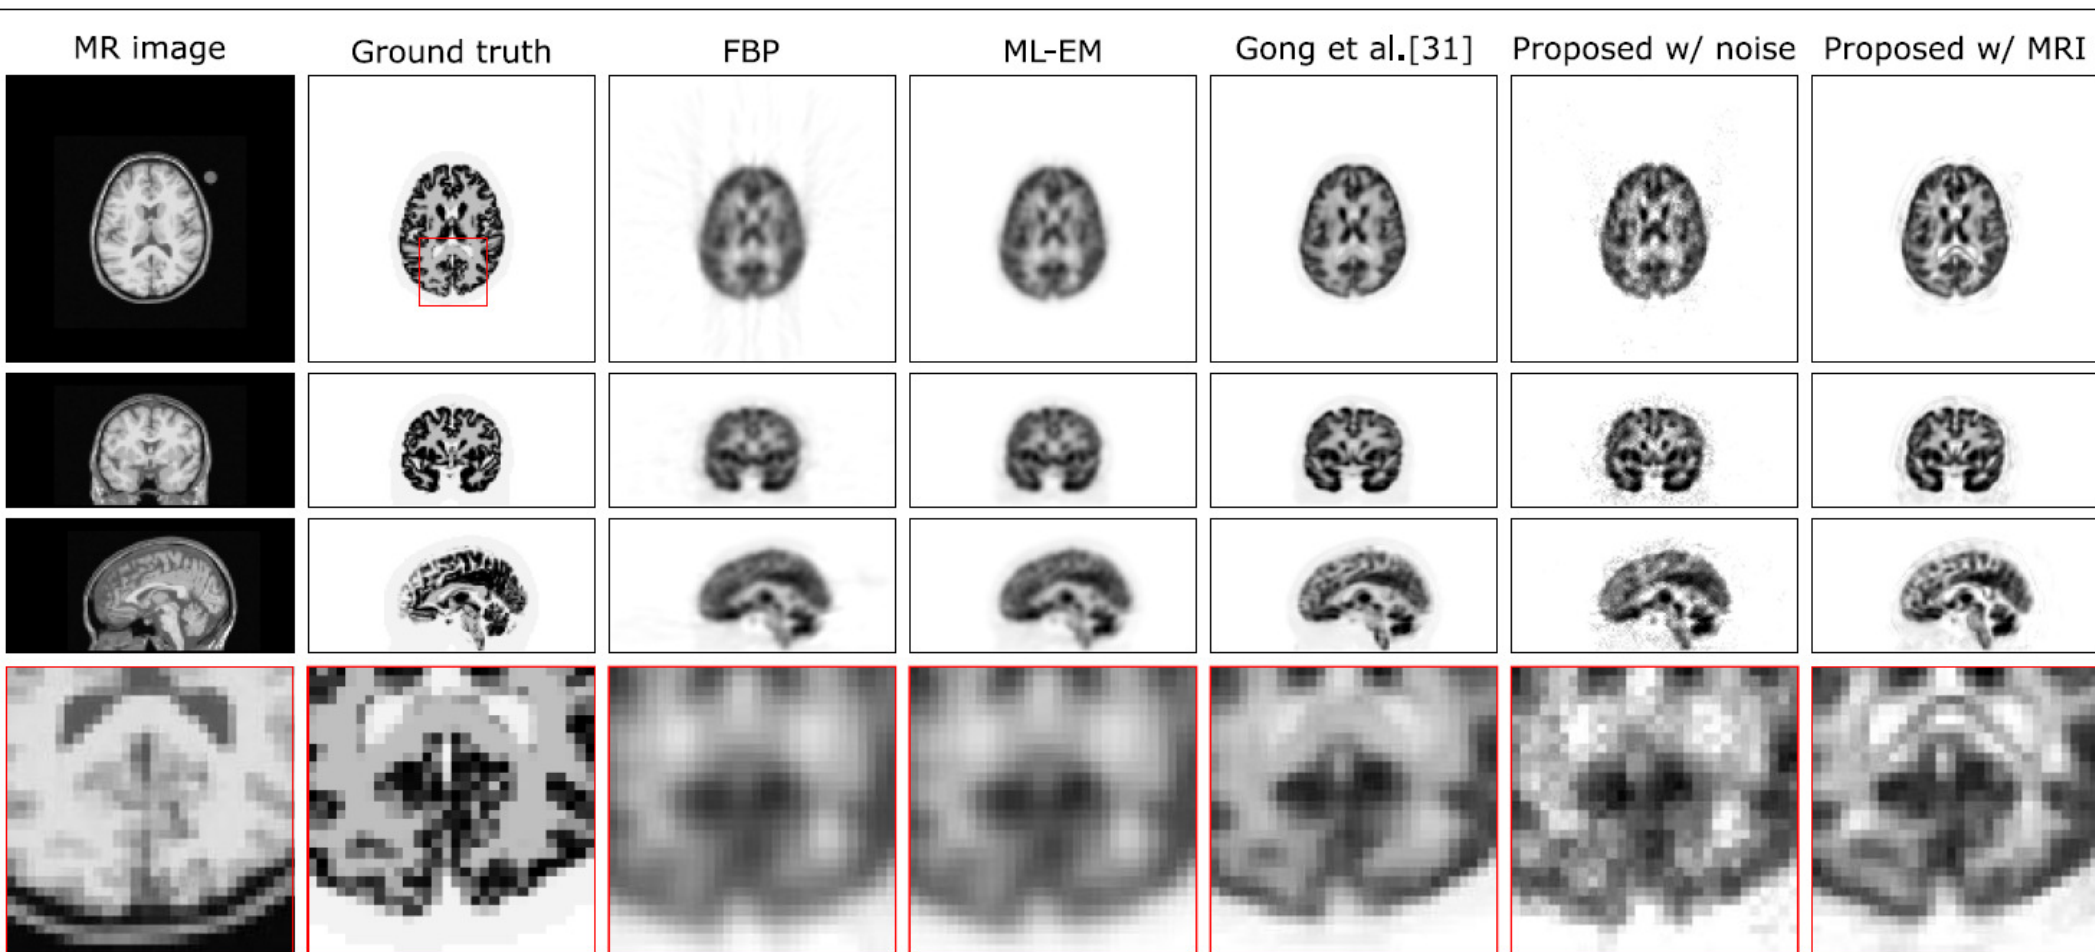 MR image
Ground truth
FBP
ML-EM
Gong et al.[31]
Proposed w/ noise
Proposed w/ MRI